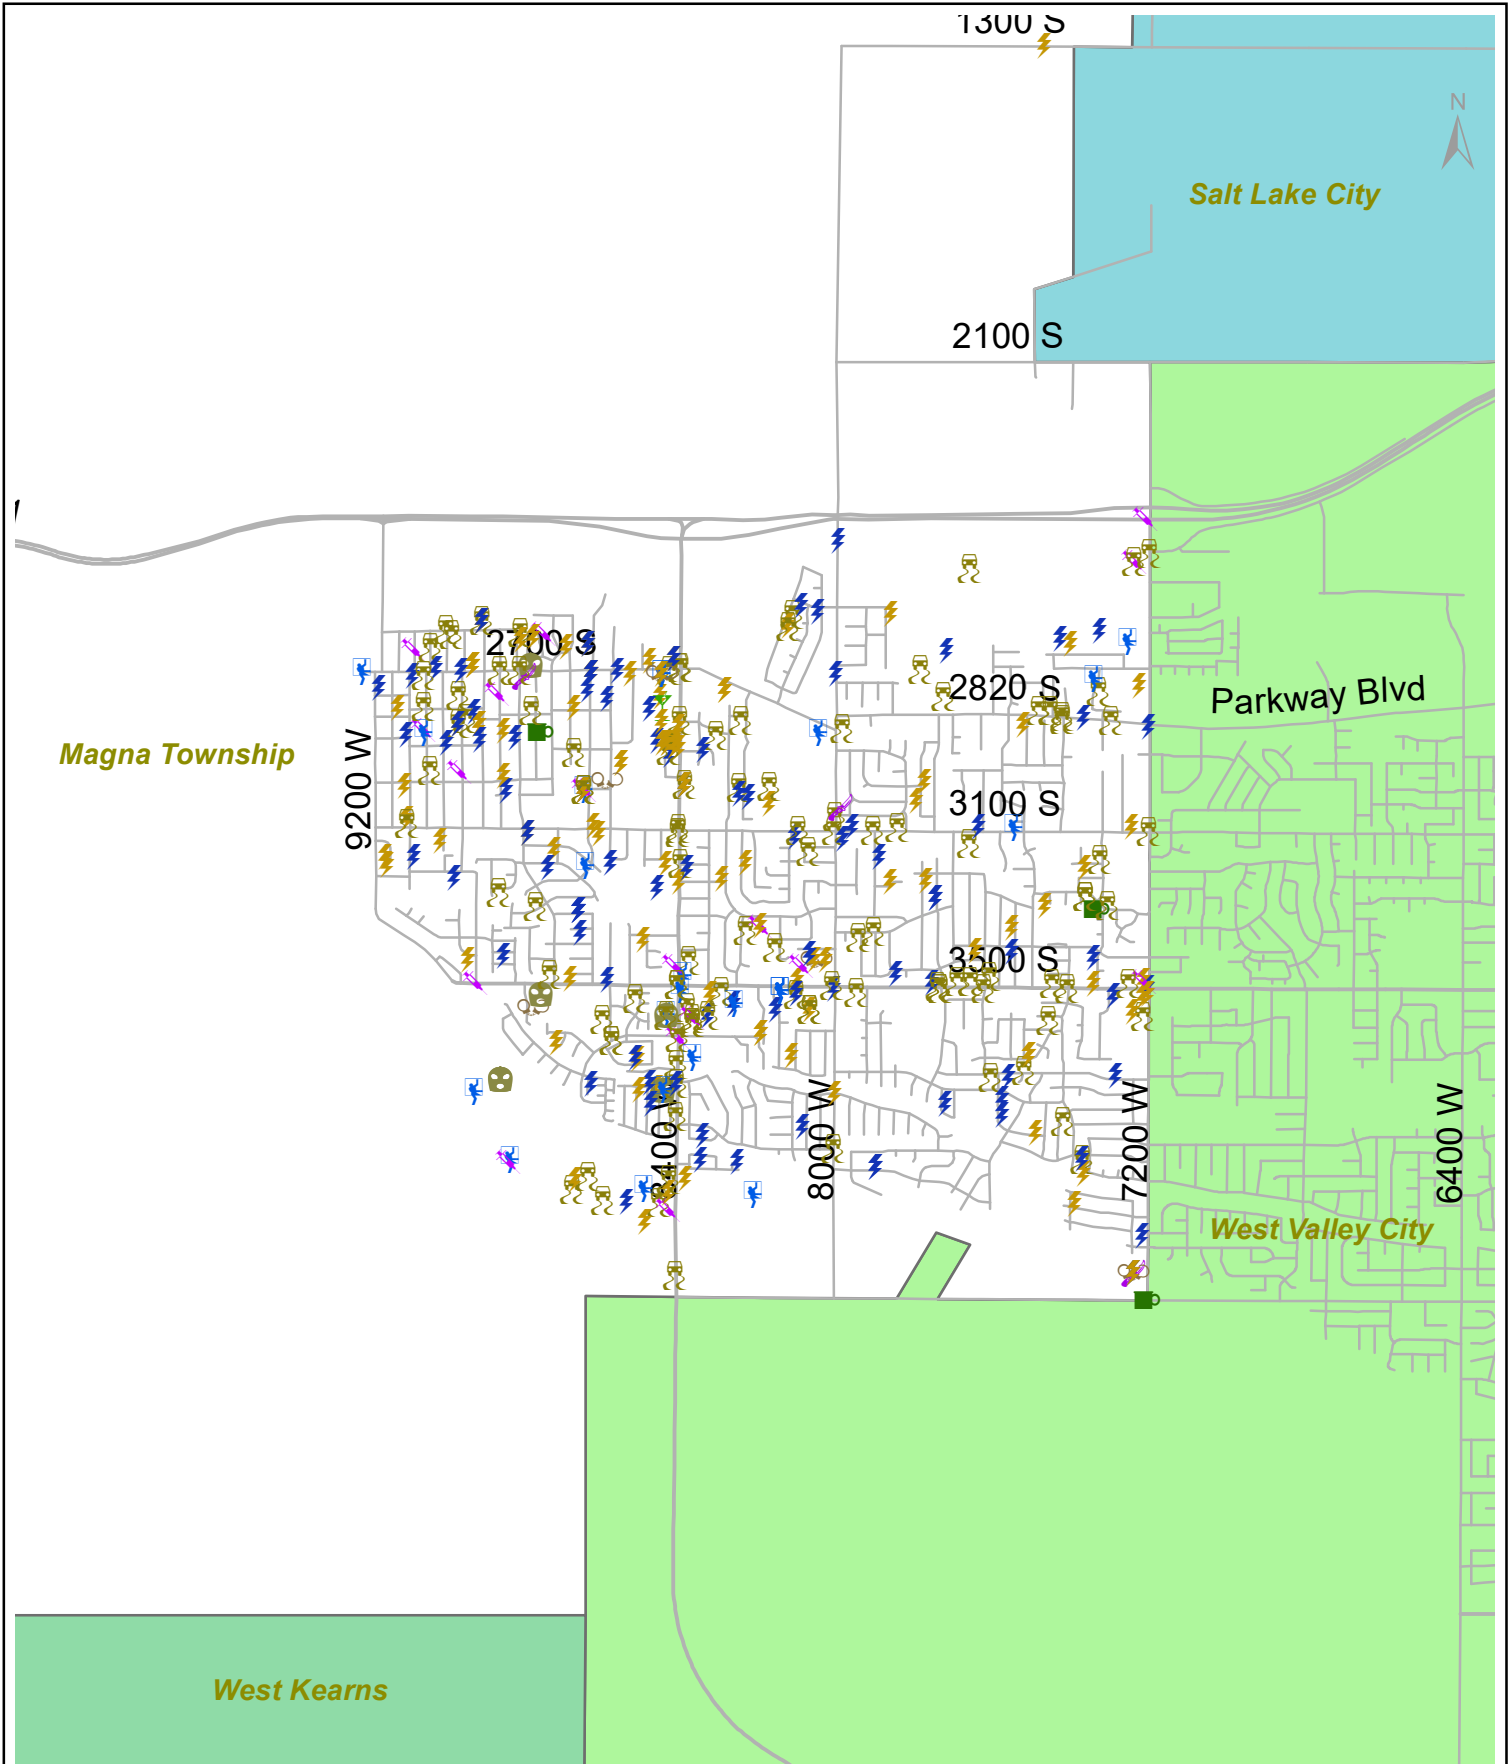 1300 S
N
Salt Lake City
2100 S
2700 S
2820 S
Parkway Blvd
Magna Township
9200 W
3100 S
3500 S
8400 W
8000 W
7200 W
6400 W
West Valley City
West Kearns